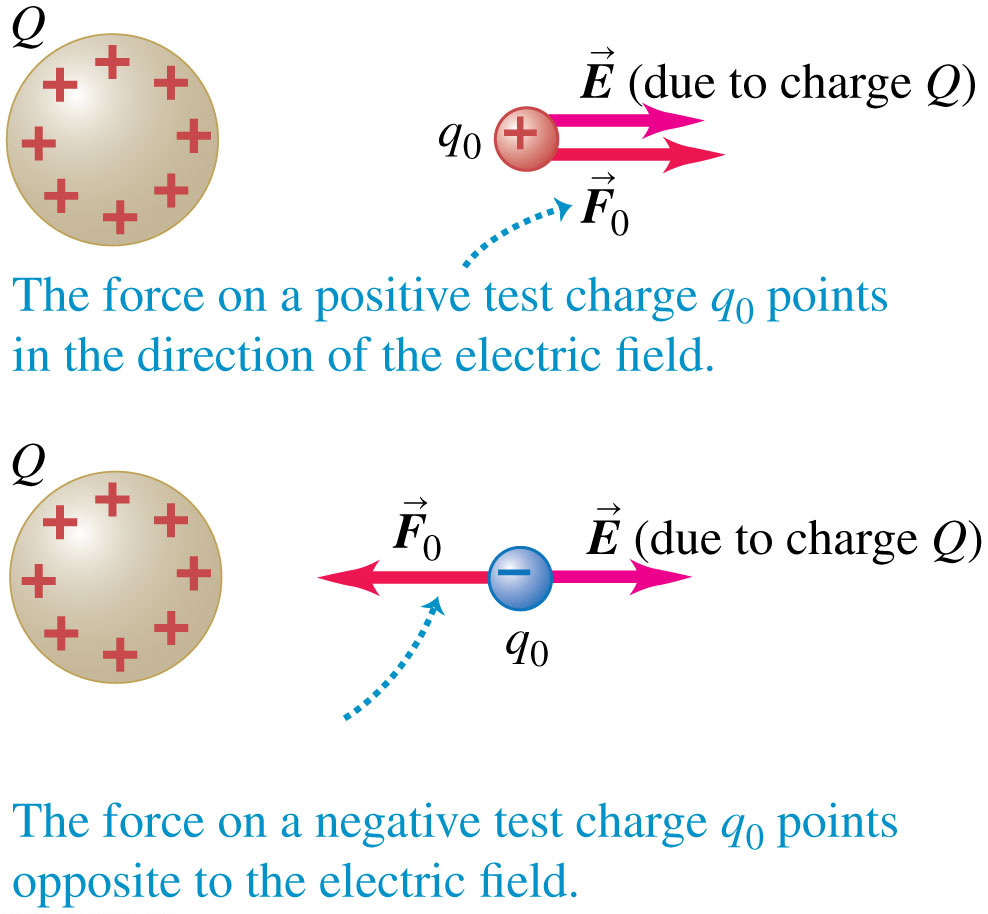 Q
E⃗ (due to charge Q)
+ + + + + + + +
q₀ +
F⃗₀
The force on a positive test charge q₀ points
in the direction of the electric field.
Q
F⃗₀ E⃗ (due to charge Q)
+ + + + + + + +
−
q₀
The force on a negative test charge q₀ points
opposite to the electric field.